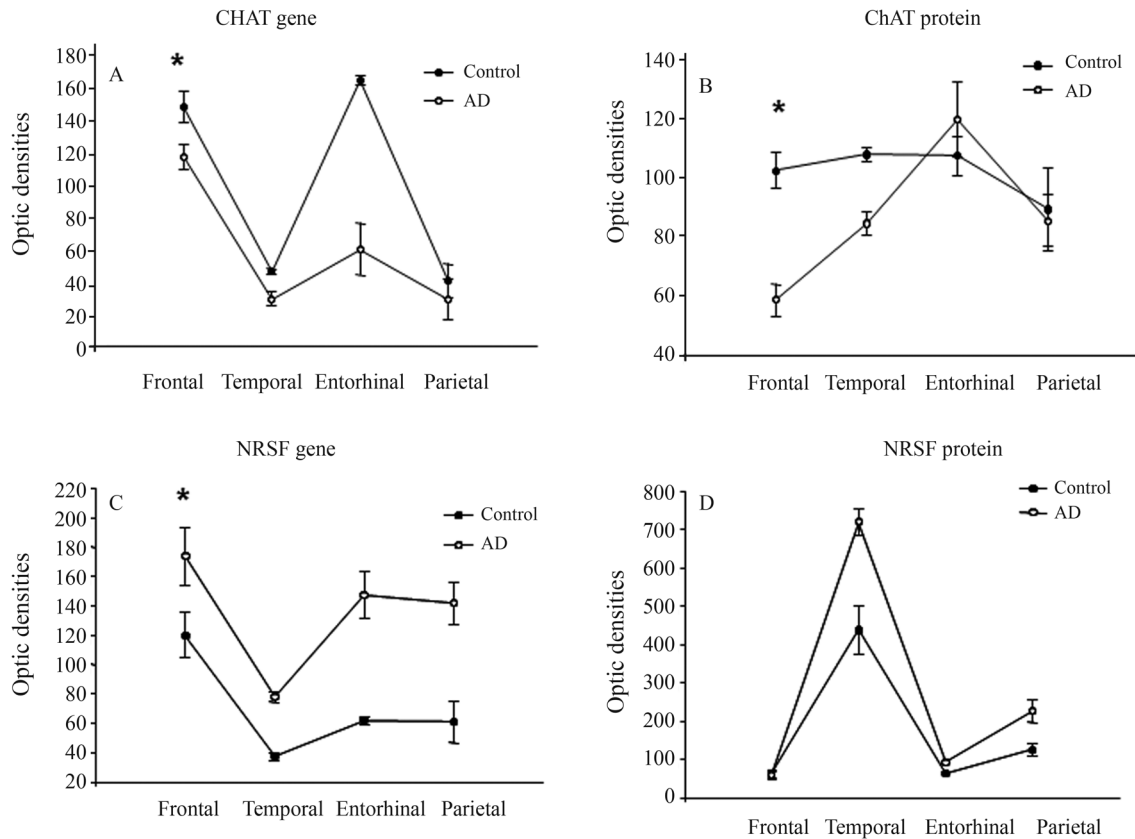 CHAT gene
A
*
Control
AD
Optic densities
180
160
140
120
100
80
60
40
20
0
Frontal Temporal Entorhinal Parietal
ChAT protein
B
*
Control
AD
Optic densities
140
120
100
80
60
40
Frontal Temporal Entorhinal Parietal
NRSF gene
C
*
Control
AD
Optic densities
220
200
180
160
140
120
100
80
60
40
20
Frontal Temporal Entorhinal Parietal
NRSF protein
D
Control
AD
Optic densities
800
700
600
500
400
300
200
100
0
Frontal Temporal Entorhinal Parietal